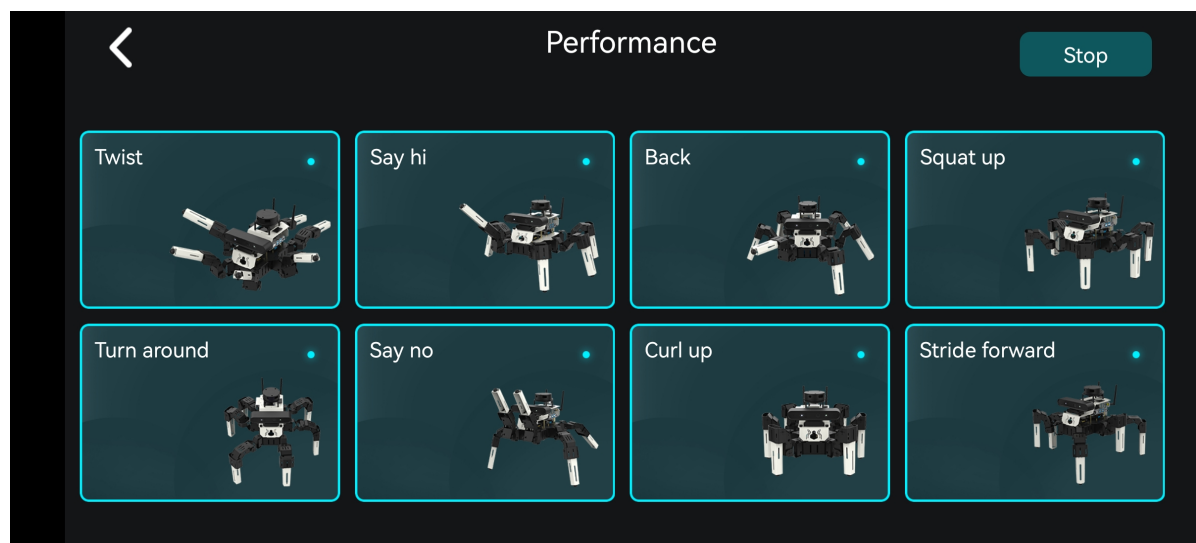 Performance
Stop
Twist
Say hi
Back
Squat up
Turn around
Say no
Curl up
Stride forward